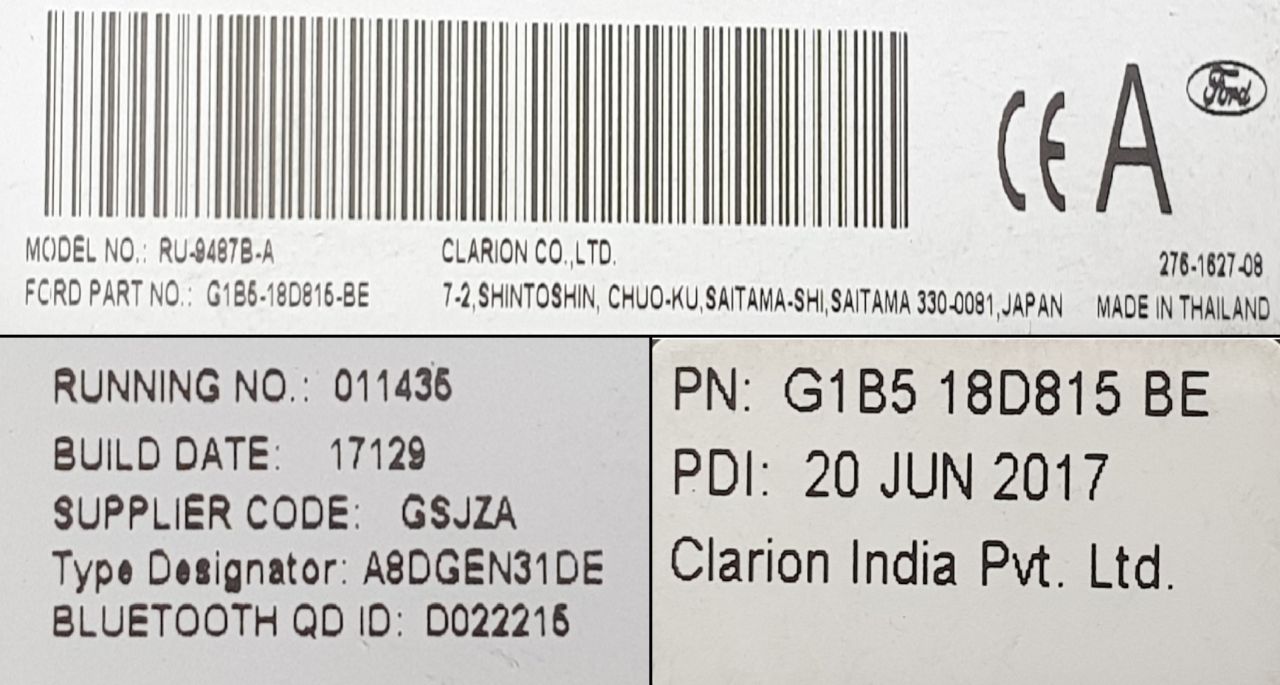 CE A Ford
MODEL NO.: RU-9487B-A CLARION CO.,LTD. 276-1627-08
FORD PART NO.: G1B5-18D815-BE 7-2,SHINTOSHIN, CHUO-KU,SAITAMA-SHI,SAITAMA 330-0081,JAPAN MADE IN THAILAND
RUNNING NO.: 011436
BUILD DATE: 17129
SUPPLIER CODE: GSJZA
Type Designator: A8DGEN31DE
BLUETOOTH QD ID: D022216
PN: G1B5 18D815 BE
PDI: 20 JUN 2017
Clarion India Pvt. Ltd.